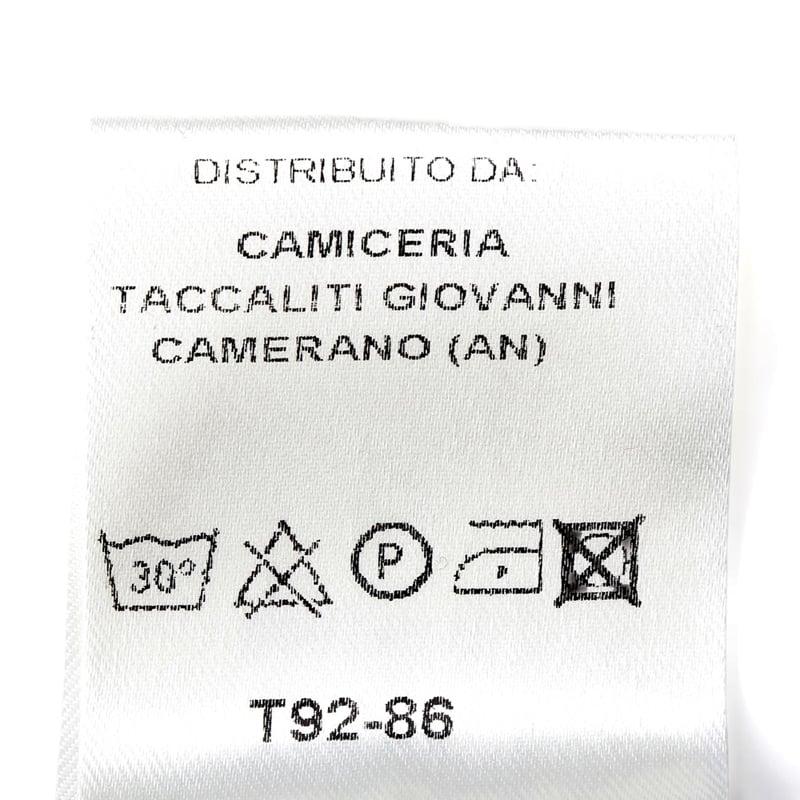 DISTRIBUITO DA:
CAMICERIA
TACCALITI GIOVANNI
CAMERANO (AN)
30° P
T92-86